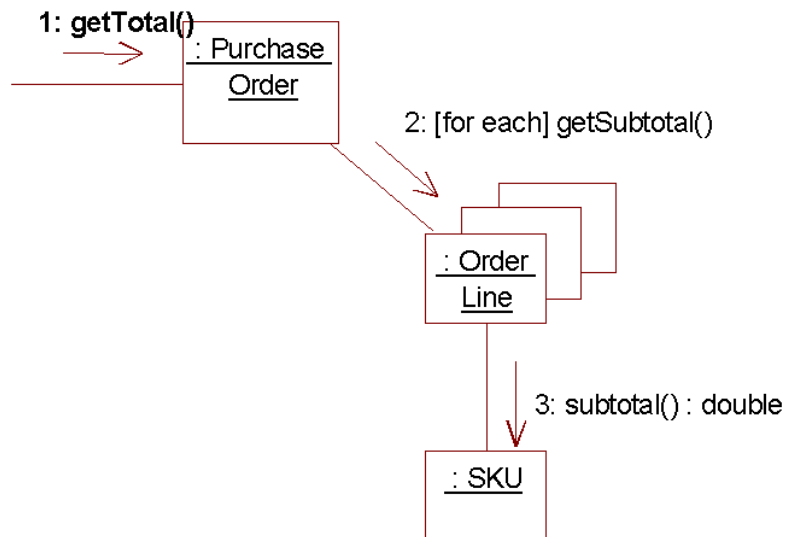 1: getTotal()
: Purchase
Order
2: [for each] getSubtotal()
: Order
Line
3: subtotal() : double
: SKU